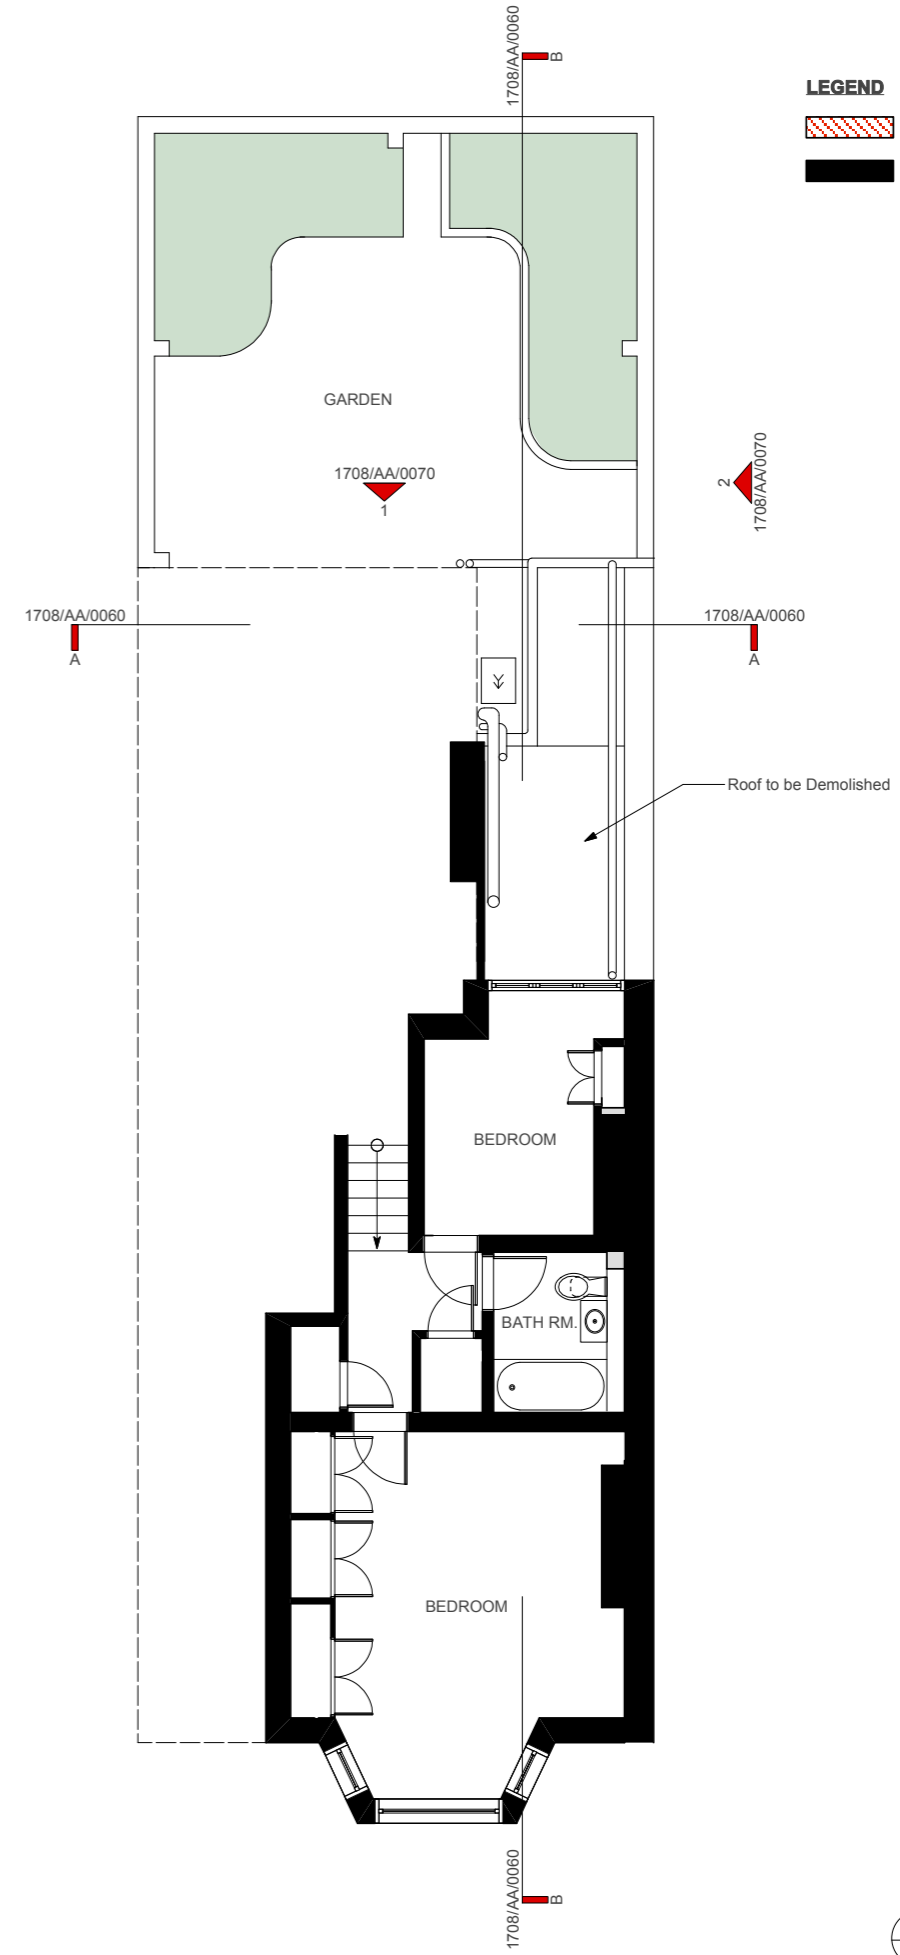 1708/AA/0060
B
LEGEND
GARDEN
1708/AA/0070
1
2
1708/AA/0070
1708/AA/0060
A
1708/AA/0060
A
Roof to be Demolished
BEDROOM
BATH RM.
BEDROOM
1708/AA/0060
B